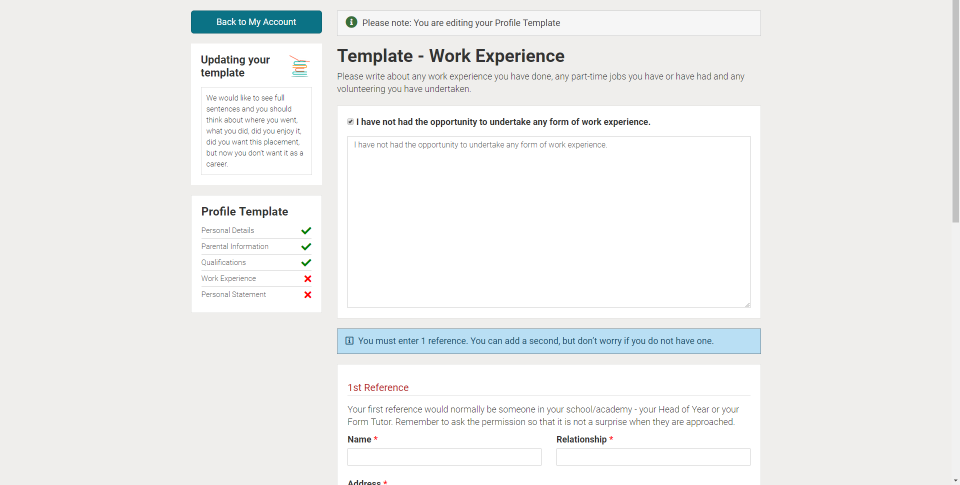 Back to My Account
Please note: You are editing your Profile Template
Updating your
template
We would like to see full
sentences and you should
think about where you went,
what you did, did you enjoy it,
did you want this placement,
but now you don't want it as a
career.
Profile Template
Personal Details
Parental Information
Qualifications
Work Experience
Personal Statement
Template - Work Experience
Please write about any work experience you have done, any part-time jobs you have or have had and any
volunteering you have undertaken.
I have not had the opportunity to undertake any form of work experience.
I have not had the opportunity to undertake any form of work experience.
You must enter 1 reference. You can add a second, but don't worry if you do not have one.
1st Reference
Your first reference would normally be someone in your school/academy - your Head of Year or your
Form Tutor. Remember to ask the permission so that it is not a surprise when they are approached.
Name * Relationship *
Address *